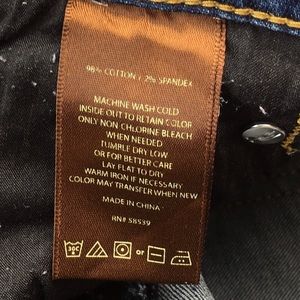 98% COTTON / 2% SPANDEX
MACHINE WASH COLD
INSIDE OUT TO RETAIN COLOR
ONLY NON CHLORINE BLEACH
WHEN NEEDED
TUMBLE DRY LOW
OR FOR BETTER CARE
LAY FLAT TO DRY
WARM IRON IF NECESSARY
COLOR MAY TRANSFER WHEN NEW
MADE IN CHINA
RN# 58539
30C or